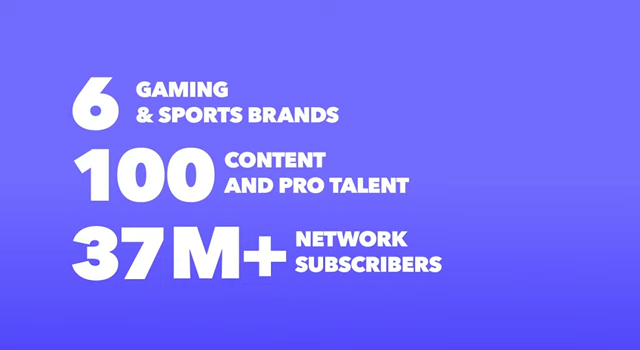 6 GAMING
& SPORTS BRANDS
100 CONTENT
AND PRO TALENT
37M+ NETWORK
SUBSCRIBERS